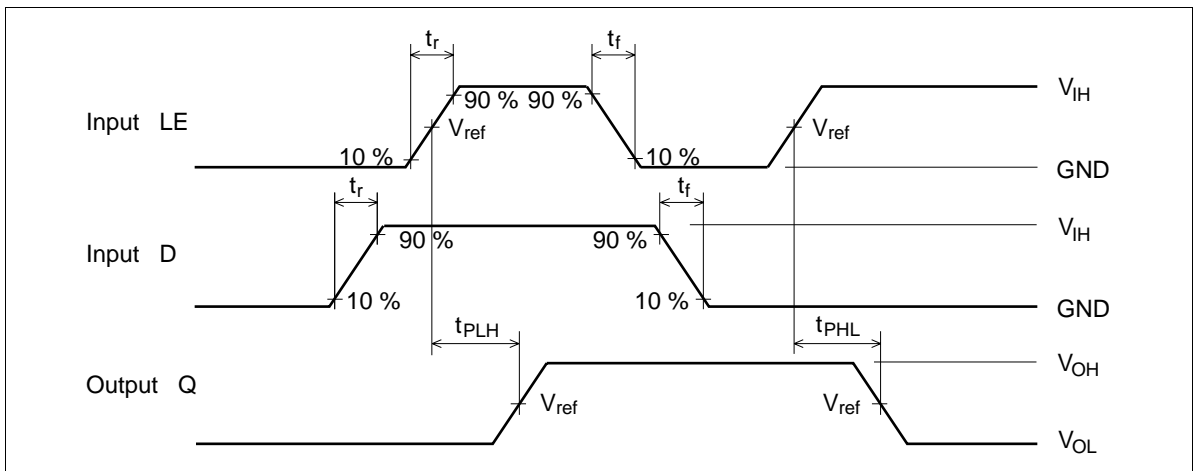 tr tf
VIH
90 % 90 %
Input LE
Vref Vref
10 % 10 %
GND
tr tf
VIH
90 % 90 %
Input D
10 % 10 %
GND
tPLH tPHL
VOH
Output Q
Vref Vref
VOL